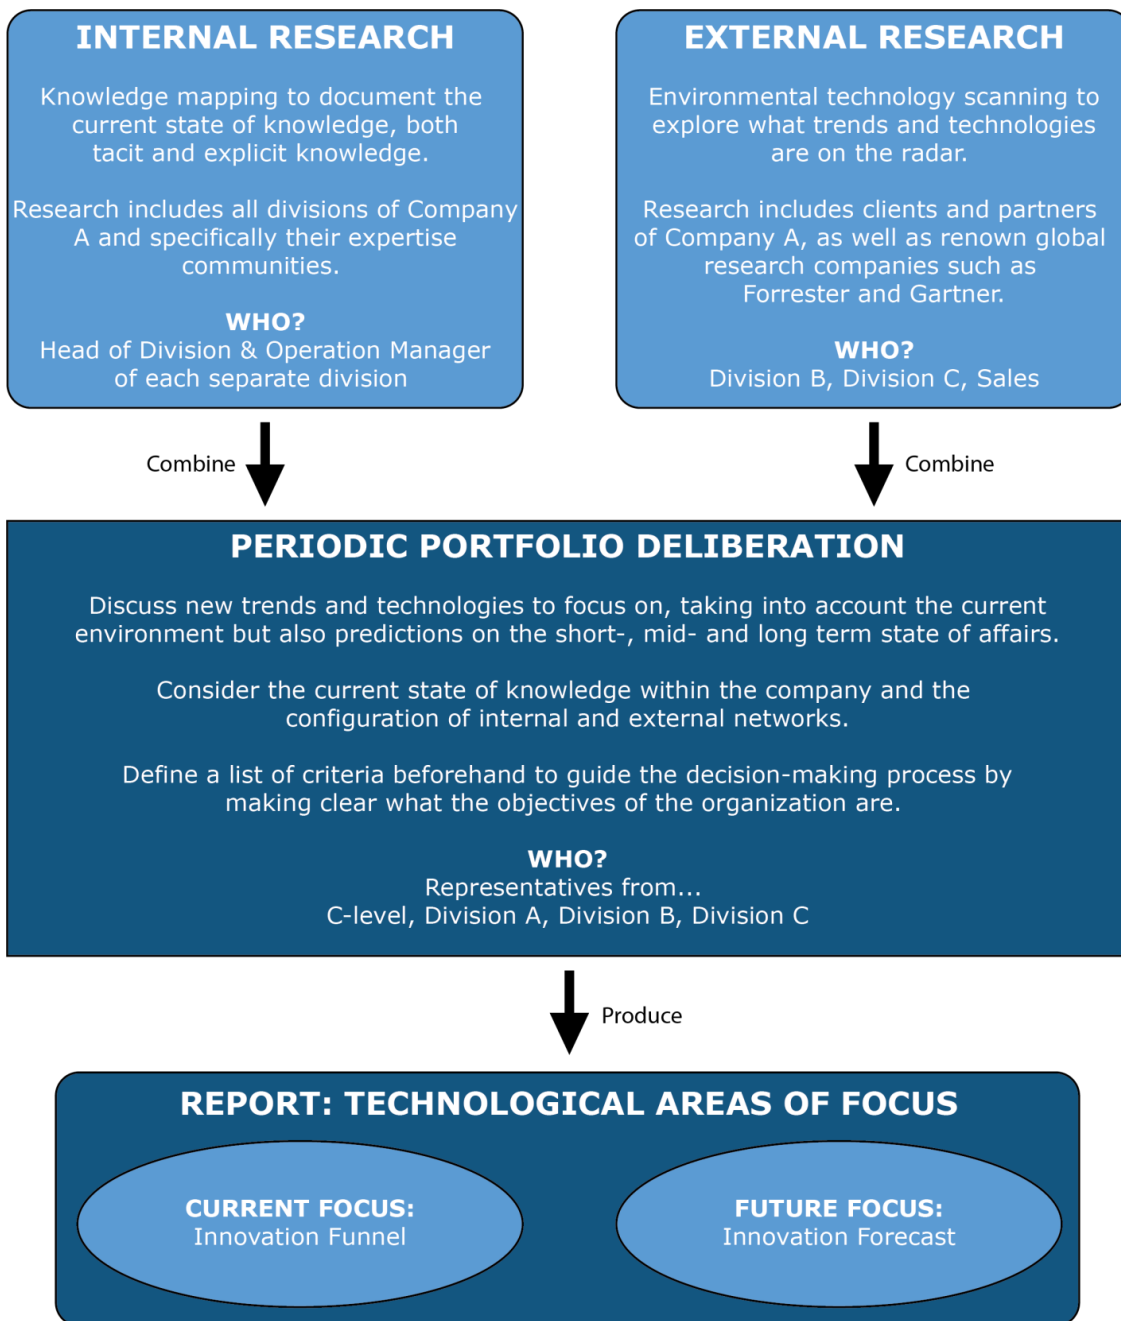 INTERNAL RESEARCH
Knowledge mapping to document the
current state of knowledge, both
tacit and explicit knowledge.
Research includes all divisions of Company
A and specifically their expertise
communities.
WHO?
Head of Division & Operation Manager
of each separate division
EXTERNAL RESEARCH
Environmental technology scanning to
explore what trends and technologies
are on the radar.
Research includes clients and partners
of Company A, as well as renown global
research companies such as
Forrester and Gartner.
WHO?
Division B, Division C, Sales
Combine
Combine
PERIODIC PORTFOLIO DELIBERATION
Discuss new trends and technologies to focus on, taking into account the current
environment but also predictions on the short-, mid- and long term state of affairs.
Consider the current state of knowledge within the company and the
configuration of internal and external networks.
Define a list of criteria beforehand to guide the decision-making process by
making clear what the objectives of the organization are.
WHO?
Representatives from...
C-level, Division A, Division B, Division C
Produce
REPORT: TECHNOLOGICAL AREAS OF FOCUS
CURRENT FOCUS:
Innovation Funnel
FUTURE FOCUS:
Innovation Forecast